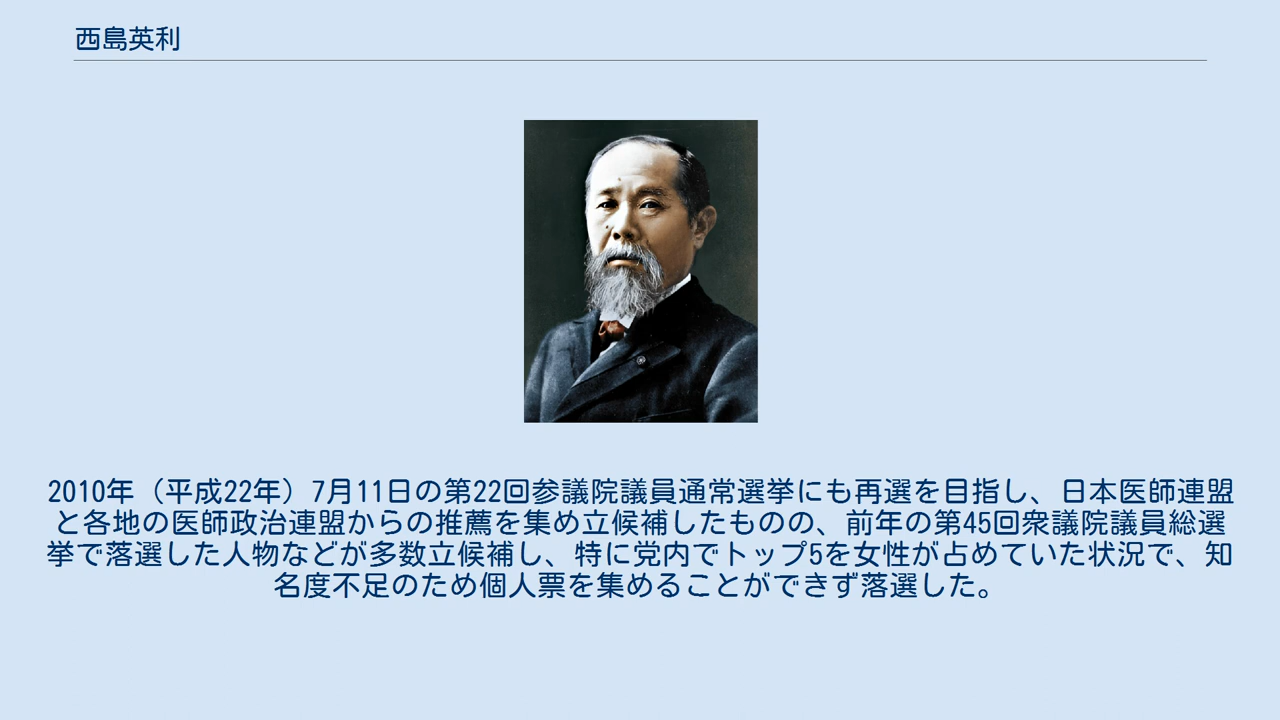 西島英利
2010年（平成22年）7月11日の第22回参議院議員通常選挙にも再選を目指し、日本医師連盟
と各地の医師政治連盟からの推薦を集め立候補したものの、前年の第45回衆議院議員総選
挙で落選した人物などが多数立候補し、特に党内でトップ5を女性が占めていた状況で、知
名度不足のため個人票を集めることができず落選した。